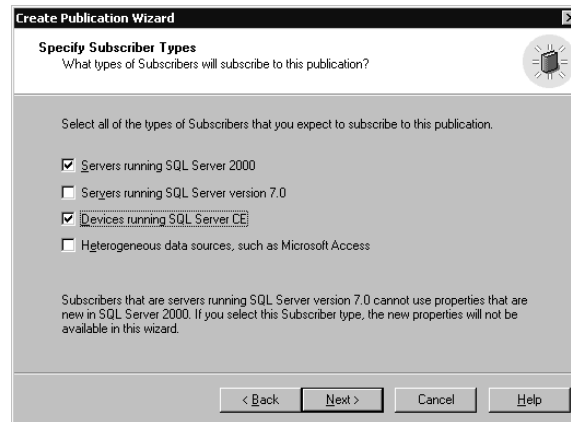 Create Publication Wizard
Specify Subscriber Types
What types of Subscribers will subscribe to this publication?
Select all of the types of Subscribers that you expect to subscribe to this publication.
Servers running SQL Server 2000
Servers running SQL Server version 7.0
Devices running SQL Server CE
Heterogeneous data sources, such as Microsoft Access
Subscribers that are servers running SQL Server version 7.0 cannot use properties that are
new in SQL Server 2000. If you select this Subscriber type, the new properties will not be
available in this wizard.
< Back Next > Cancel Help